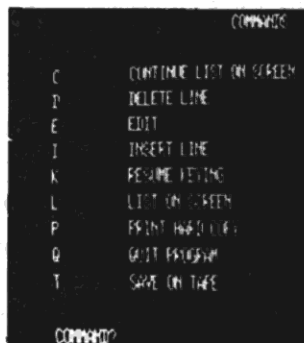 COMMANDS
C CONTINUE LIST ON SCREEN
D DELETE LINE
E EDIT
I INSERT LINE
K RESUME KEYING
L LIST ON SCREEN
P PRINT HARD COPY
Q QUIT PROGRAM
T SAVE ON TAPE
COMMAND?